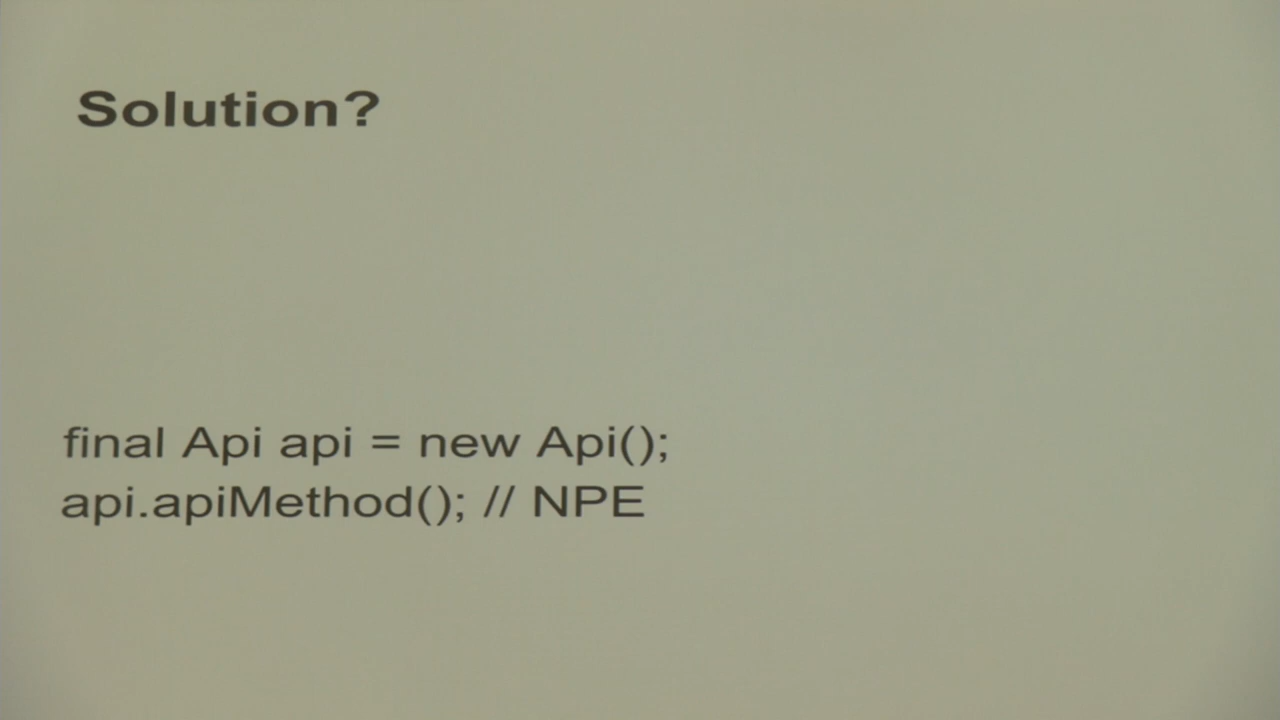 Solution?
final Api api = new Api();
api.apiMethod(); // NPE